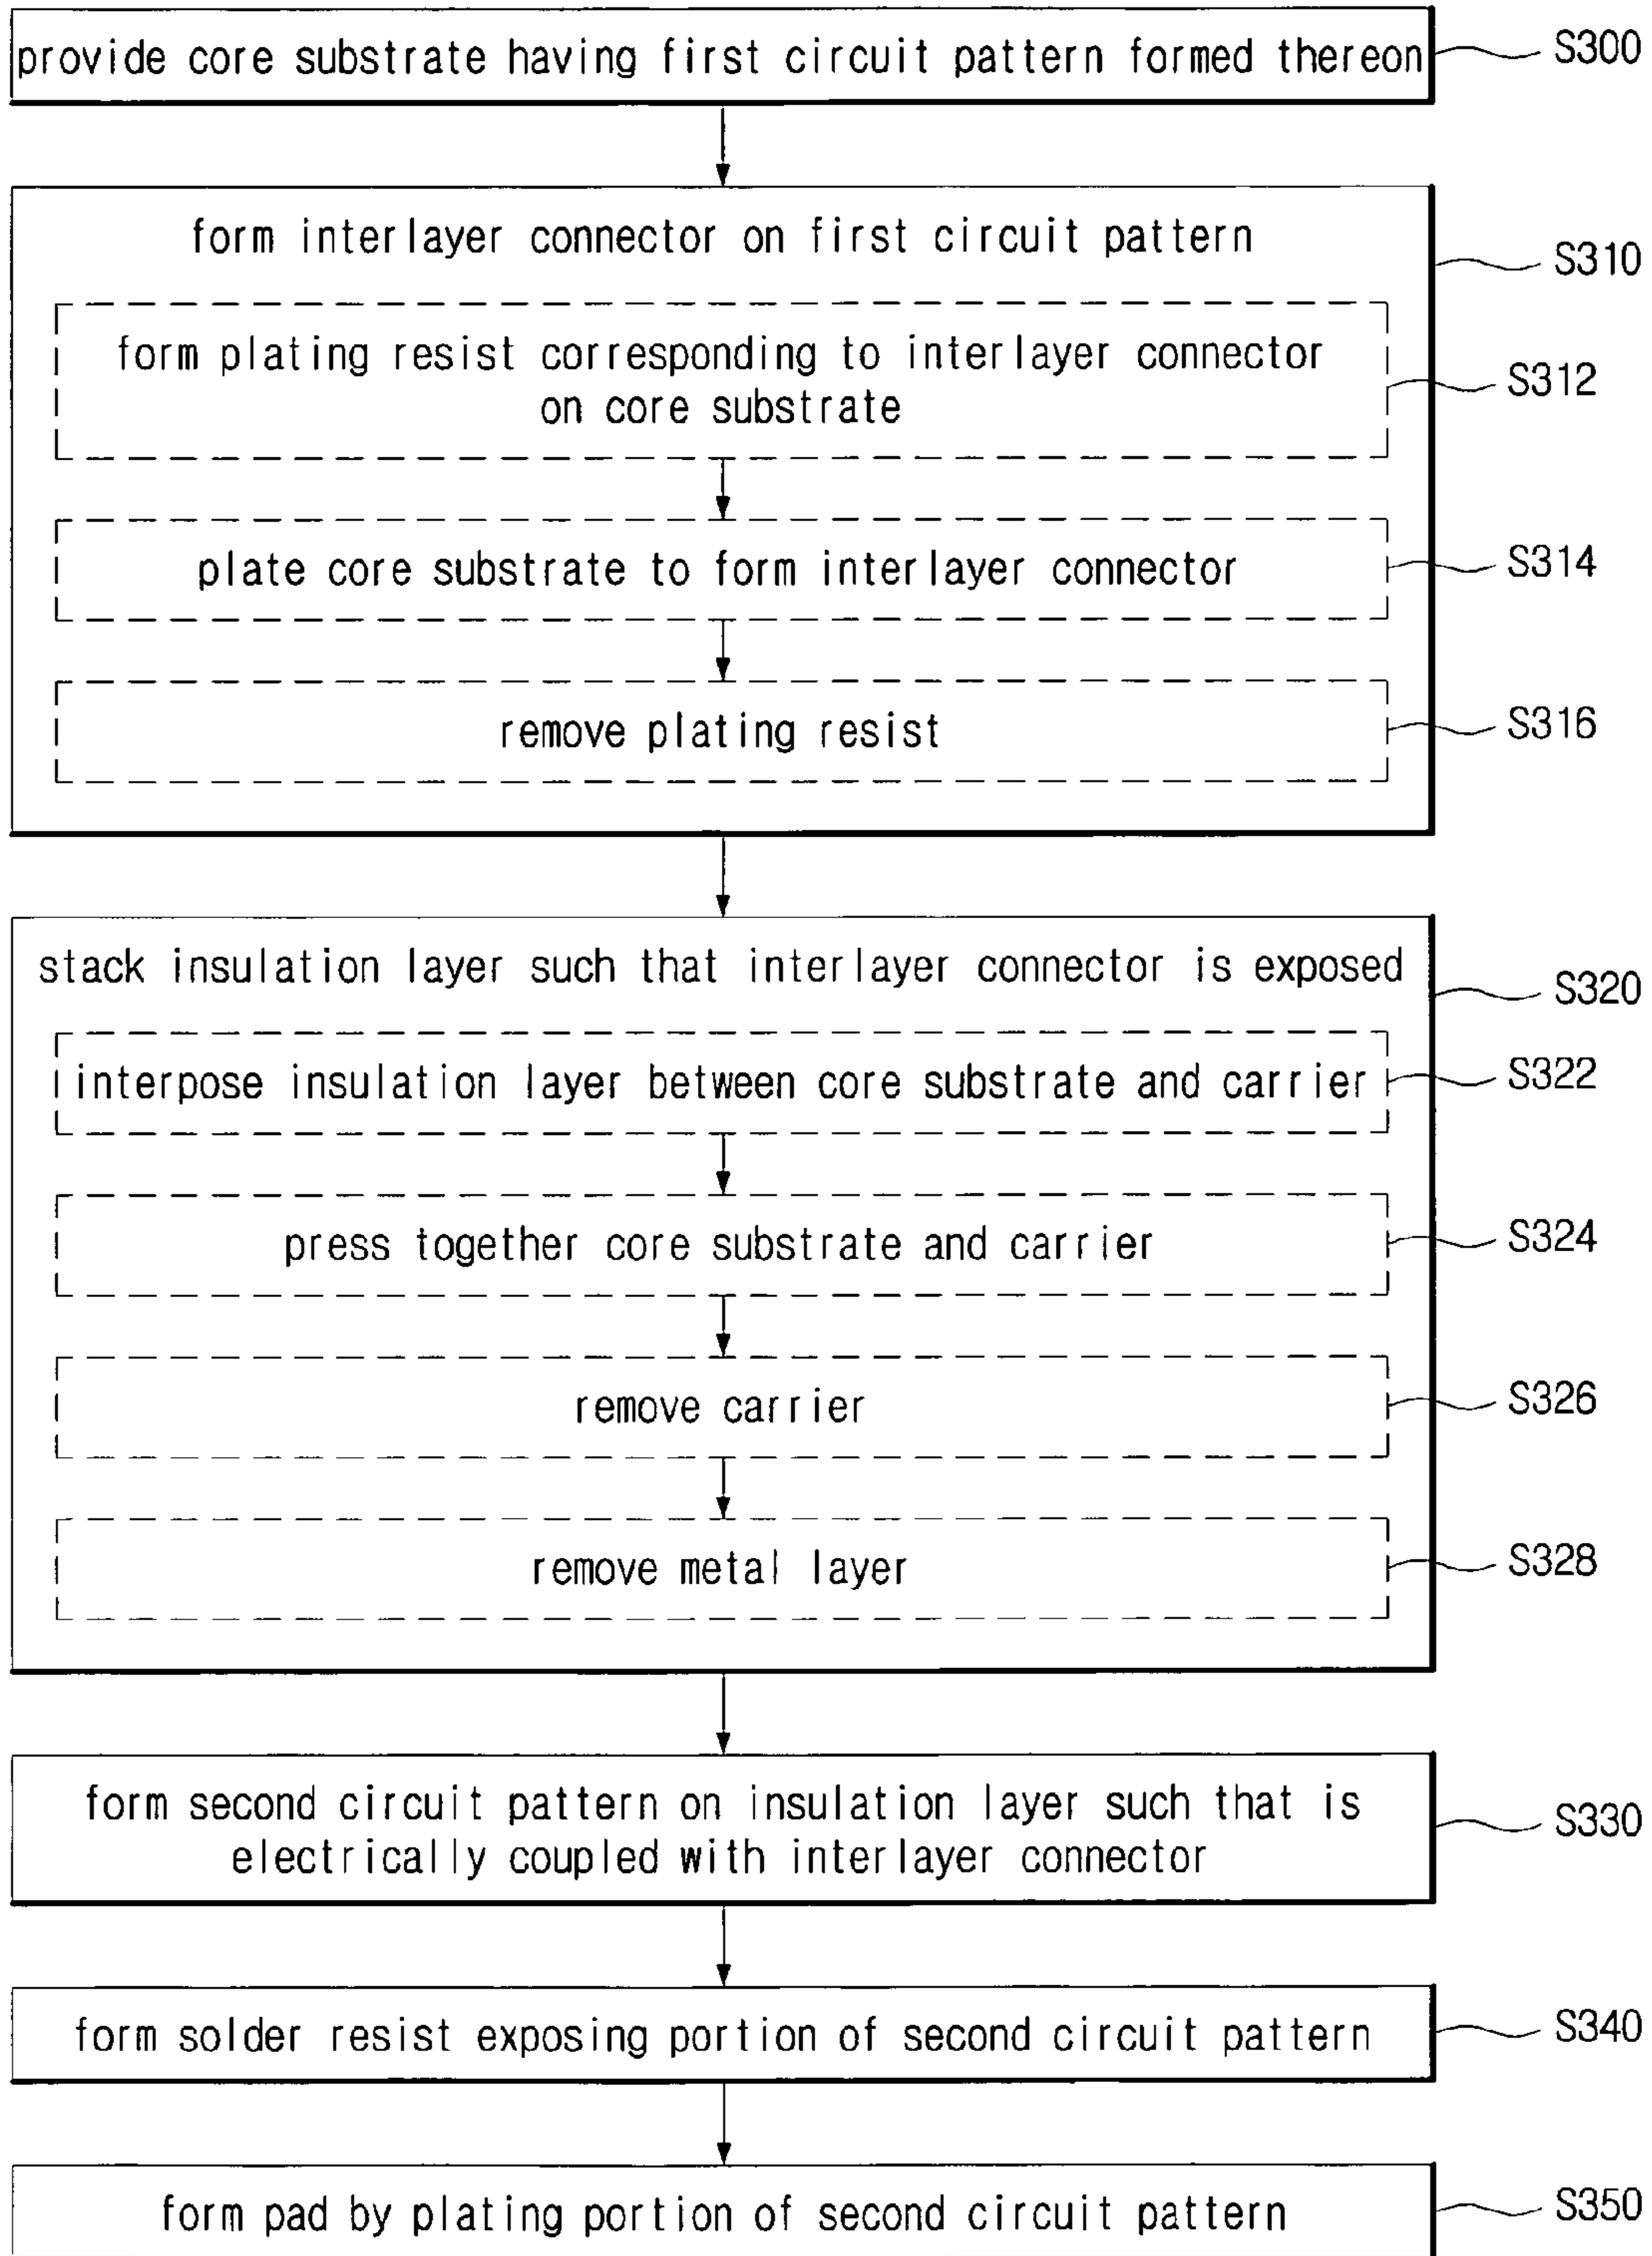 provide core substrate having first circuit pattern formed thereon
S300
form interlayer connector on first circuit pattern
S310
form plating resist corresponding to interlayer connector
on core substrate
S312
plate core substrate to form interlayer connector
S314
remove plating resist
S316
stack insulation layer such that interlayer connector is exposed
S320
interpose insulation layer between core substrate and carrier
S322
press together core substrate and carrier
S324
remove carrier
S326
remove metal layer
S328
form second circuit pattern on insulation layer such that is
electrically coupled with interlayer connector
S330
form solder resist exposing portion of second circuit pattern
S340
form pad by plating portion of second circuit pattern
S350